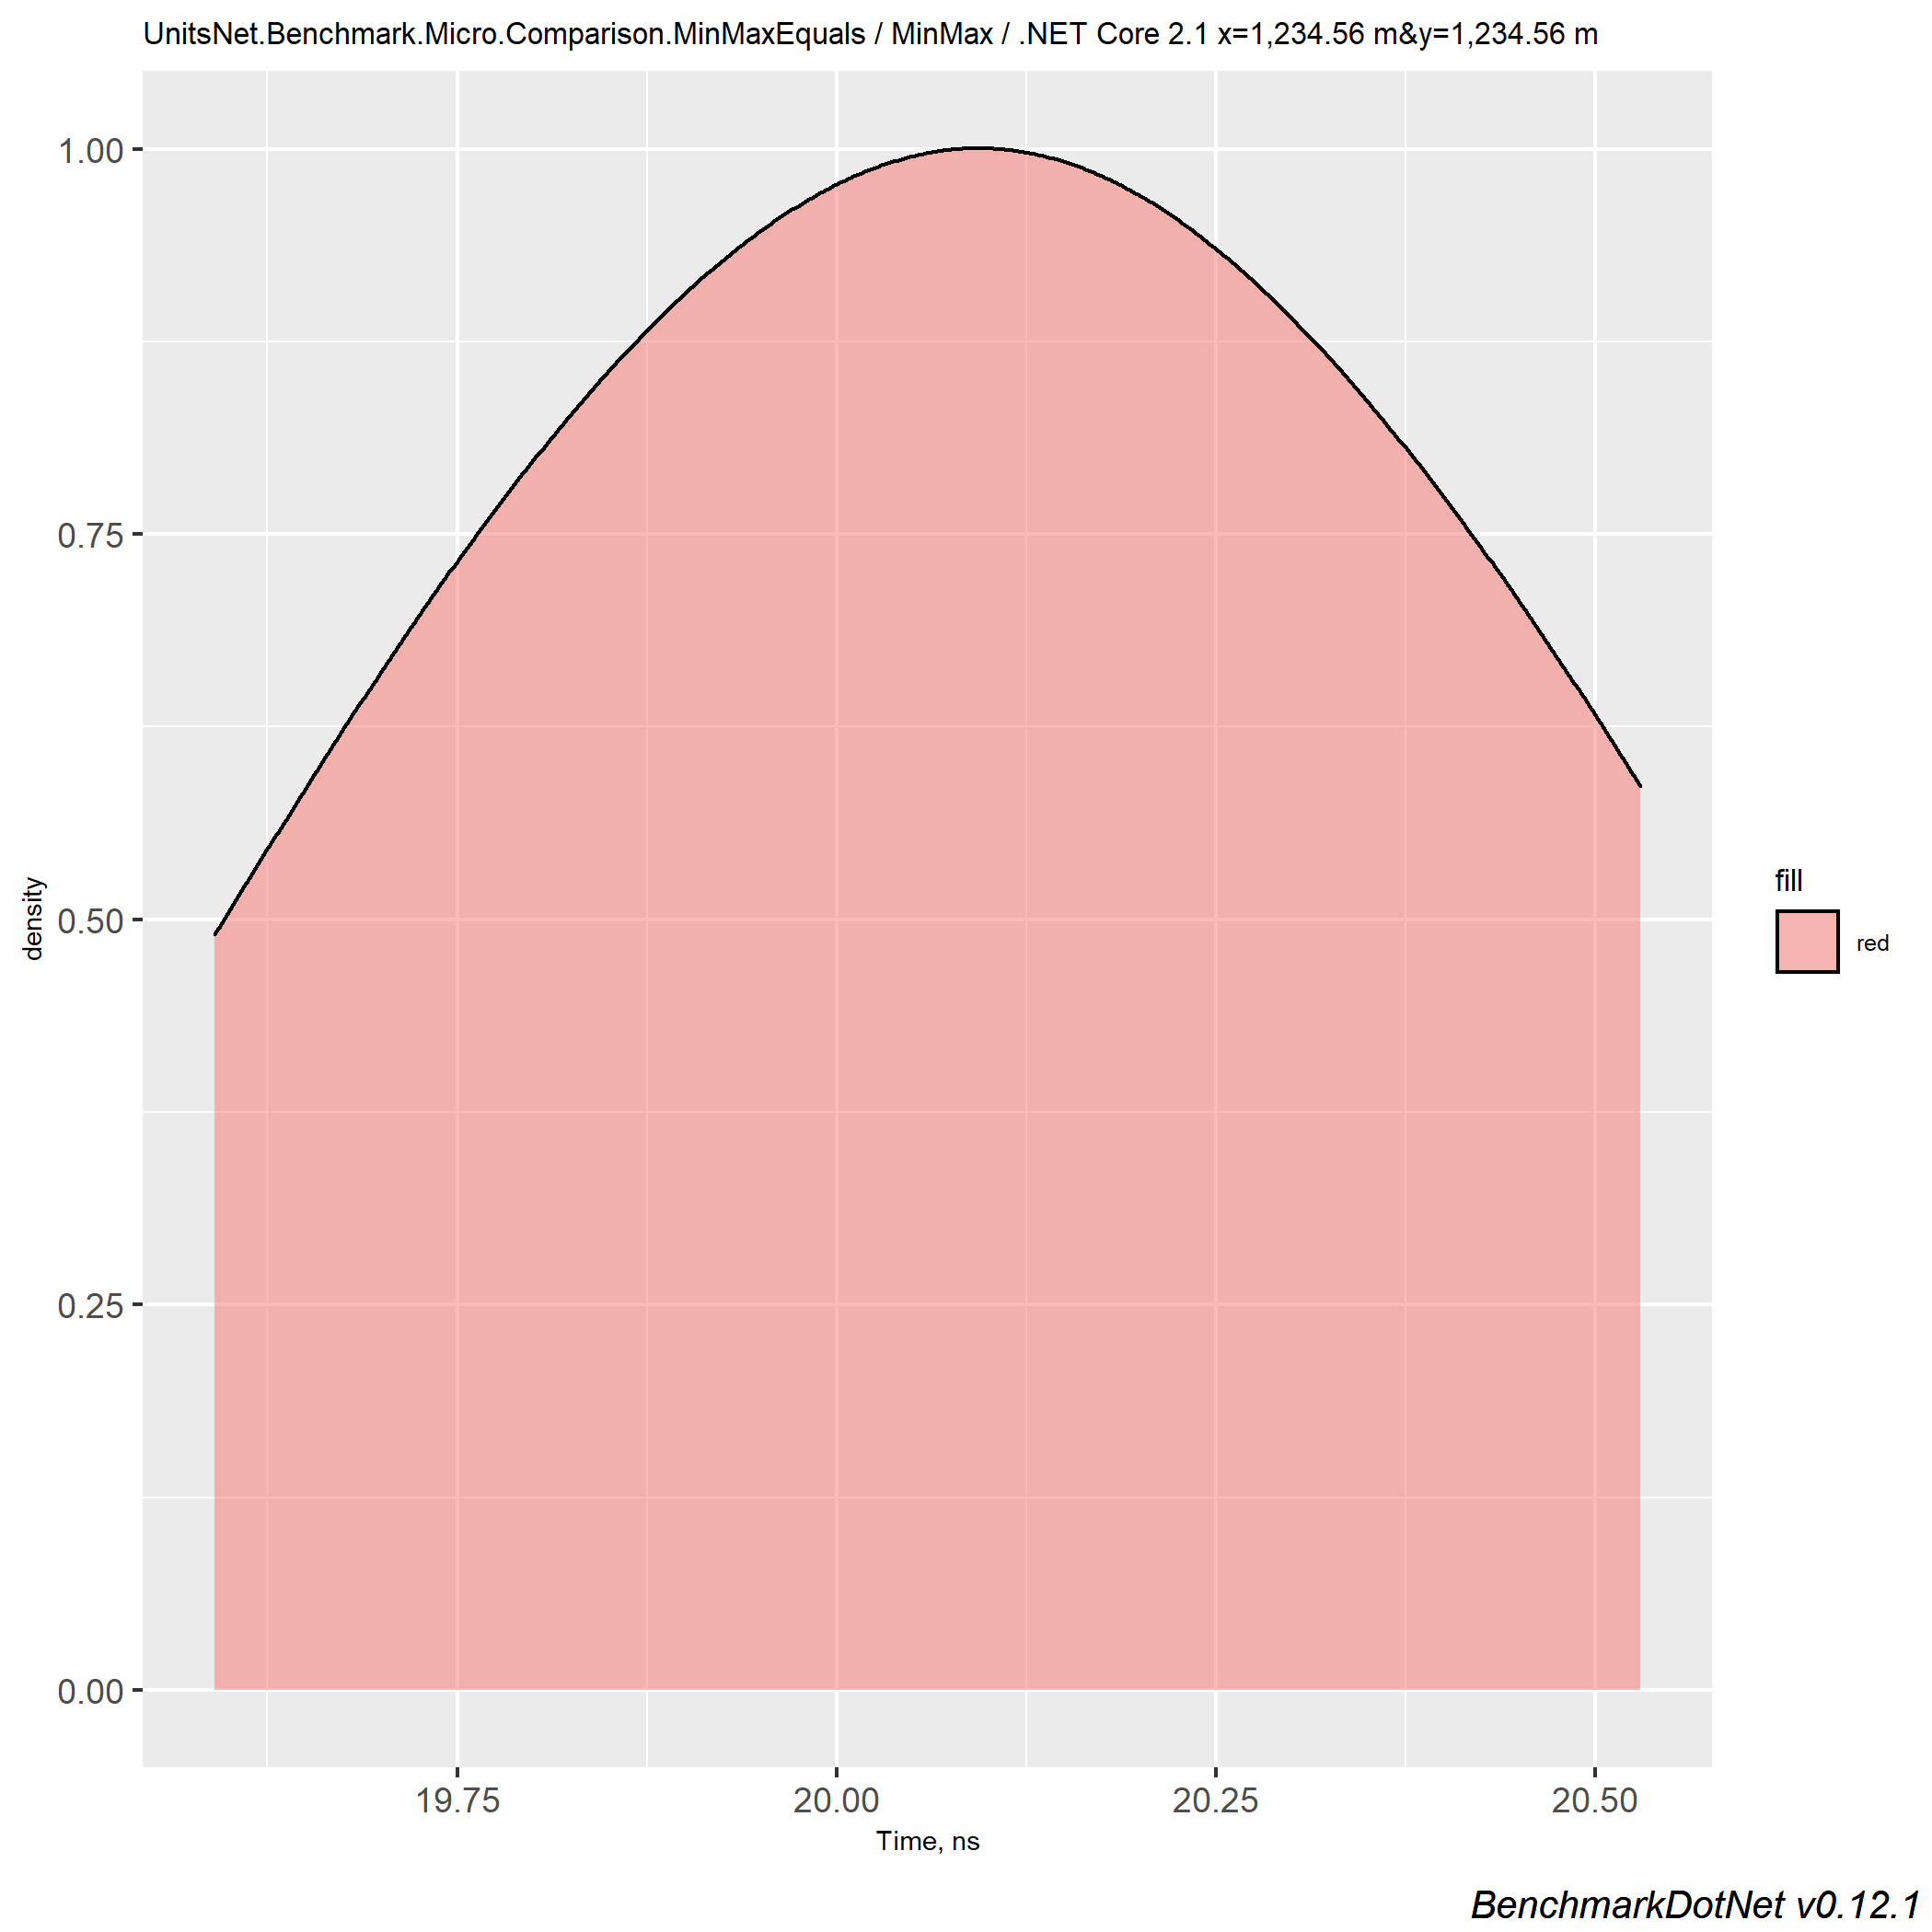 UnitsNet.Benchmark.Micro.Comparison.MinMaxEquals / MinMax / .NET Core 2.1 x=1,234.56 m&y=1,234.56 m
1.00
0.75
0.50
0.25
0.00
density
19.75 20.00 20.25 20.50
Time, ns
fill
red
BenchmarkDotNet v0.12.1